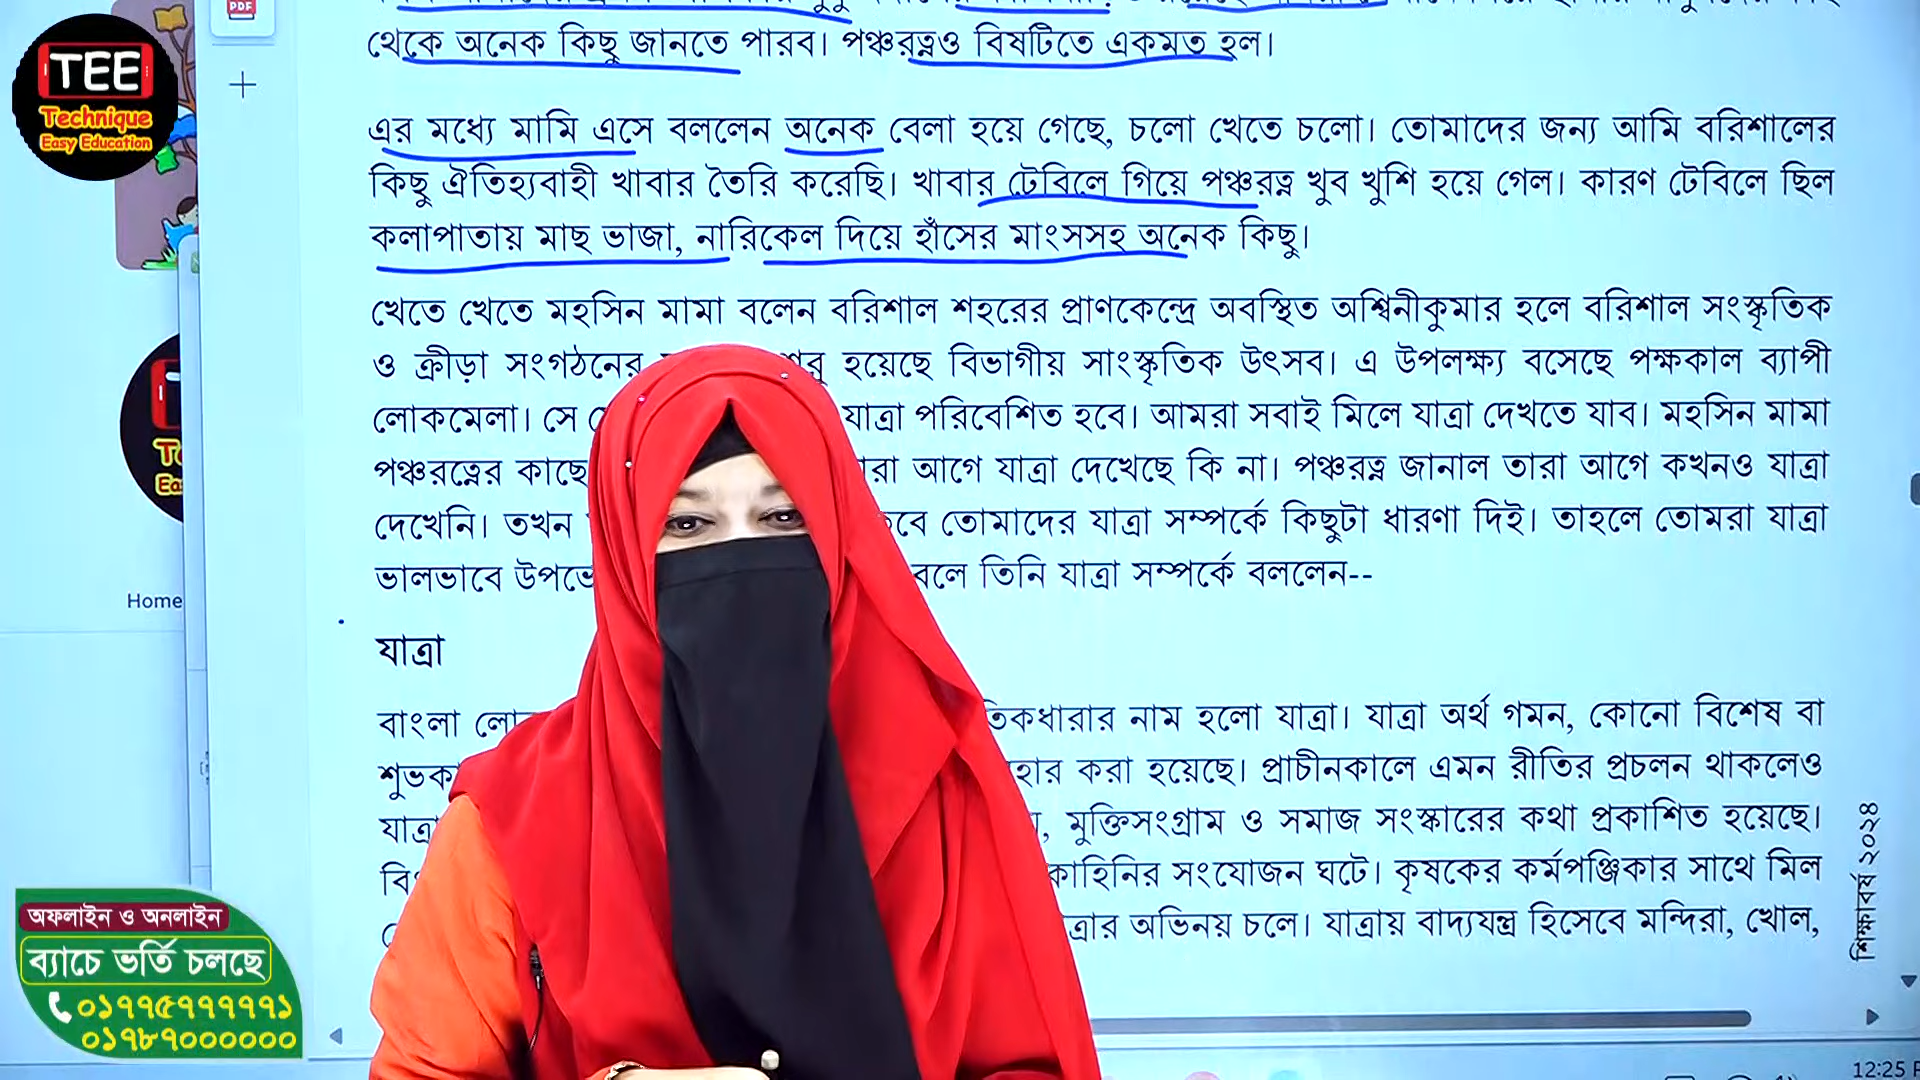 TEE
Technique
Easy Education
PDF
থেকে অনেক কিছু জানতে পারব। পঞ্চরত্নও বিষটিতে একমত হল।
এর মধ্যে মামি এসে বললেন অনেক বেলা হয়ে গেছে, চলো খেতে চলো। তোমাদের জন্য আমি বরিশালের
কিছু ঐতিহ্যবাহী খাবার তৈরি করেছি। খাবার টেবিলে গিয়ে পঞ্চরত্ন খুব খুশি হয়ে গেল। কারণ টেবিলে ছিল
কলাপাতায় মাছ ভাজা, নারিকেল দিয়ে হাঁসের মাংসসহ অনেক কিছু।
খেতে খেতে মহসিন মামা বলেন বরিশাল শহরের প্রাণকেন্দ্রে অবস্থিত অশ্বিনীকুমার হলে বরিশাল সংস্কৃতিক
ও ক্রীড়া সংগঠনের হয়েছে বিভাগীয় সাংস্কৃতিক উৎসব। এ উপলক্ষ্য বসেছে পক্ষকাল ব্যাপী
লোকমেলা। সে যাত্রা পরিবেশিত হবে। আমরা সবাই মিলে যাত্রা দেখতে যাব। মহসিন মামা
পঞ্চরত্নের কাছে আগে যাত্রা দেখেছে কি না। পঞ্চরত্ন জানাল তারা আগে কখনও যাত্রা
দেখেনি। তখন তোমাদের যাত্রা সম্পর্কে কিছুটা ধারণা দিই। তাহলে তোমরা যাত্রা
ভালভাবে বলে তিনি যাত্রা সম্পর্কে বললেন--
Home
যাত্রা
বাংলা নাম হলো যাত্রা। যাত্রা অর্থ গমন, কোনো বিশেষ বা
করা হয়েছে। প্রাচীনকালে এমন রীতির প্রচলন থাকলেও
মুক্তিসংগ্রাম ও সমাজ সংস্কারের কথা প্রকাশিত হয়েছে।
কাহিনির সংযোজন ঘটে। কৃষকের কর্মপঞ্জিকার সাথে মিল
অভিনয় চলে। যাত্রায় বাদ্যযন্ত্র হিসেবে মন্দিরা, খোল,
শিক্ষাবর্ষ ২০২৪
অফলাইন ও অনলাইন
ব্যাচে ভর্তি চলছে
০১৭৭৫৭৭৭৭৭১
০১৭৮৭০০০০০০
12:25